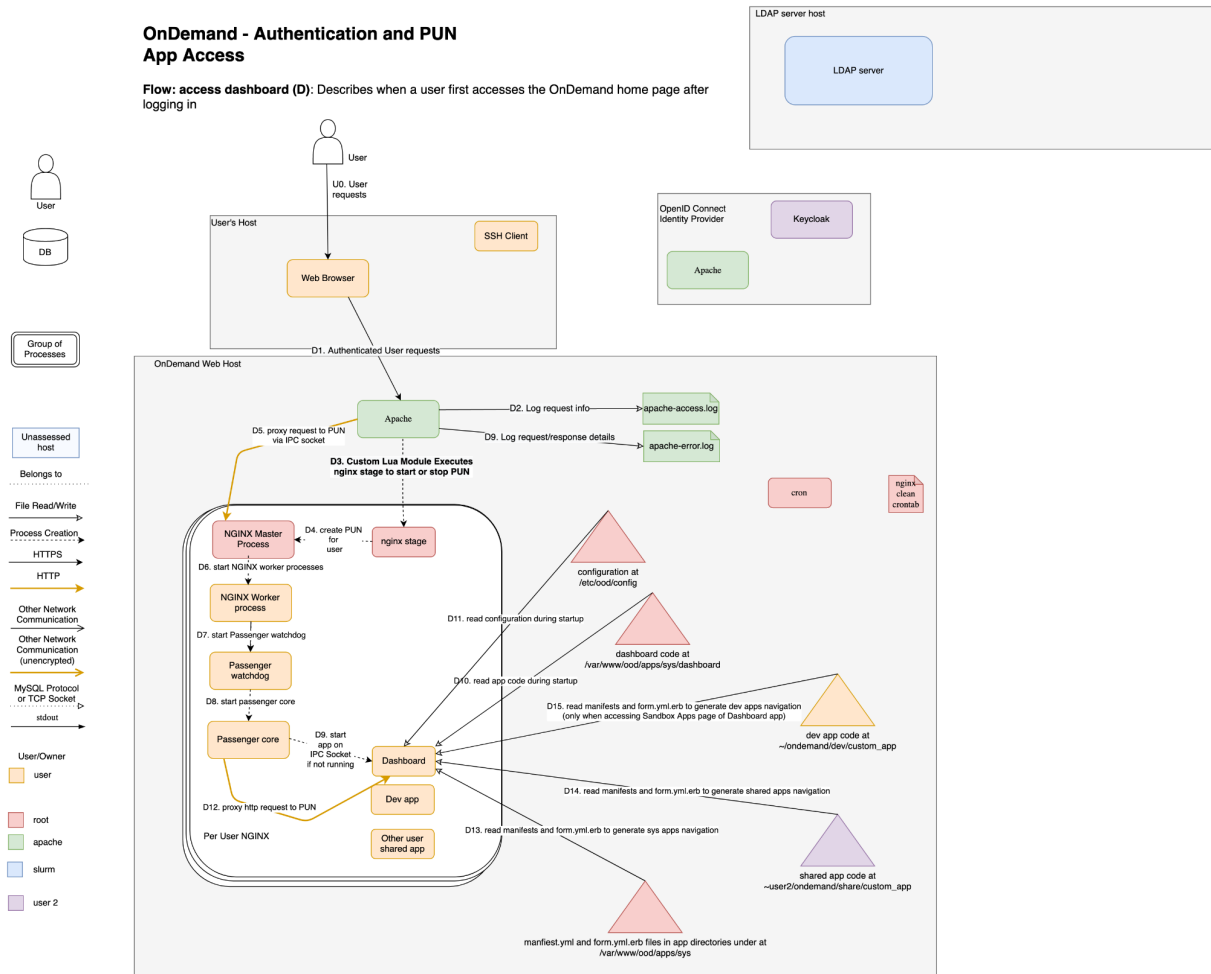 OnDemand - Authentication and PUN
App Access
Flow: access dashboard (D): Describes when a user first accesses the OnDemand home page after
logging in
LDAP server host
LDAP server
User
DB
Group of
Processes
Unassessed
host
Belongs to
File Read/Write
Process Creation
HTTPS
HTTP
Other Network
Communication
Other Network
Communication
(unencrypted)
MySQL Protocol
or TCP Socket
stdout
User/Owner
user
root
apache
slurm
user 2
User
U0. User
requests
User's Host
SSH Client
Web Browser
OpenID Connect
Identity Provider
Keycloak
Apache
D1. Authenticated User requests
OnDemand Web Host
Apache
D2. Log request info
apache-access.log
D9. Log request/response details
apache-error.log
D5. proxy request to PUN
via IPC socket
D3. Custom Lua Module Executes
nginx stage to start or stop PUN
cron
nginx
clean
crontab
NGINX Master
Process
D4. create PUN
for
user
nginx stage
D6. start NGINX worker processes
NGINX Worker
process
D7. start Passenger watchdog
Passenger
watchdog
D8. start passenger core
Passenger core
D9. start
app on
IPC Socket
if not running
Dashboard
Dev app
D12. proxy http request to PUN
Per User NGINX
Other user
shared app
configuration at
/etc/ood/config
D11. read configuration during startup
dashboard code at
/var/www/ood/apps/sys/dashboard
D10. read app code during startup
D15. read manifests and form.yml.erb to generate dev apps navigation
(only when accessing Sandbox Apps page of Dashboard app)
dev app code at
~/ondemand/dev/custom_app
D14. read manifests and form.yml.erb to generate shared apps navigation
D13. read manifests and form.yml.erb to generate sys apps navigation
shared app code at
~user2/ondemand/share/custom_app
manfiest.yml and form.yml.erb files in app directories under at
/var/www/ood/apps/sys